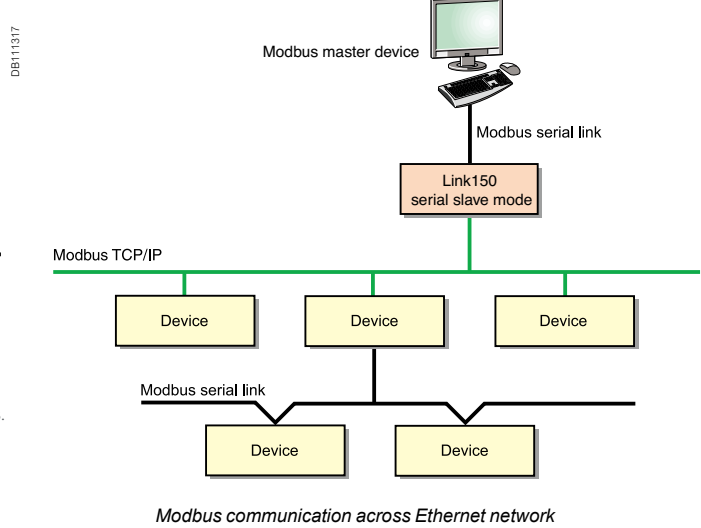 DB111317
Modbus master device
Modbus serial link
Link150
serial slave mode
Modbus TCP/IP
Device
Device
Device
Modbus serial link
Device
Device
Modbus communication across Ethernet network